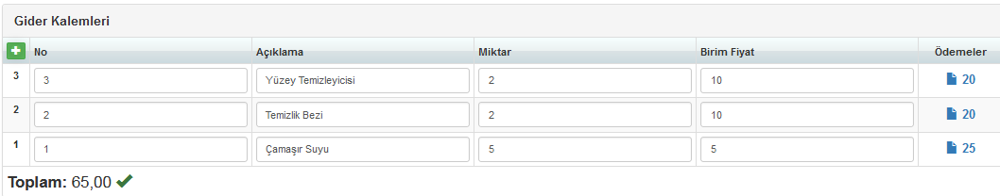 Gider Kalemleri
No Açıklama Miktar Birim Fiyat Ödemeler
3 3 Yüzey Temizleyicisi 2 10 20
2 2 Temizlik Bezi 2 10 20
1 1 Çamaşır Suyu 5 5 25
Toplam: 65,00